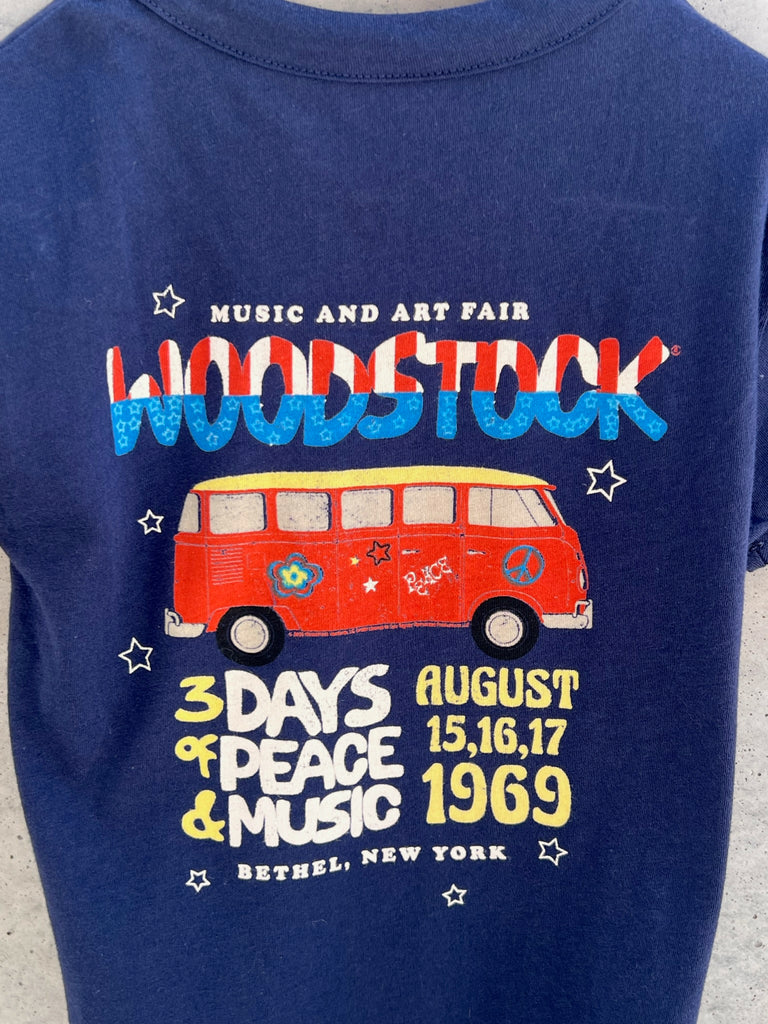 MUSIC AND ART FAIR
WOODSTOCK®
PEACE
3 DAYS
of PEACE
& MUSIC
AUGUST
15,16,17
1969
BETHEL, NEW YORK